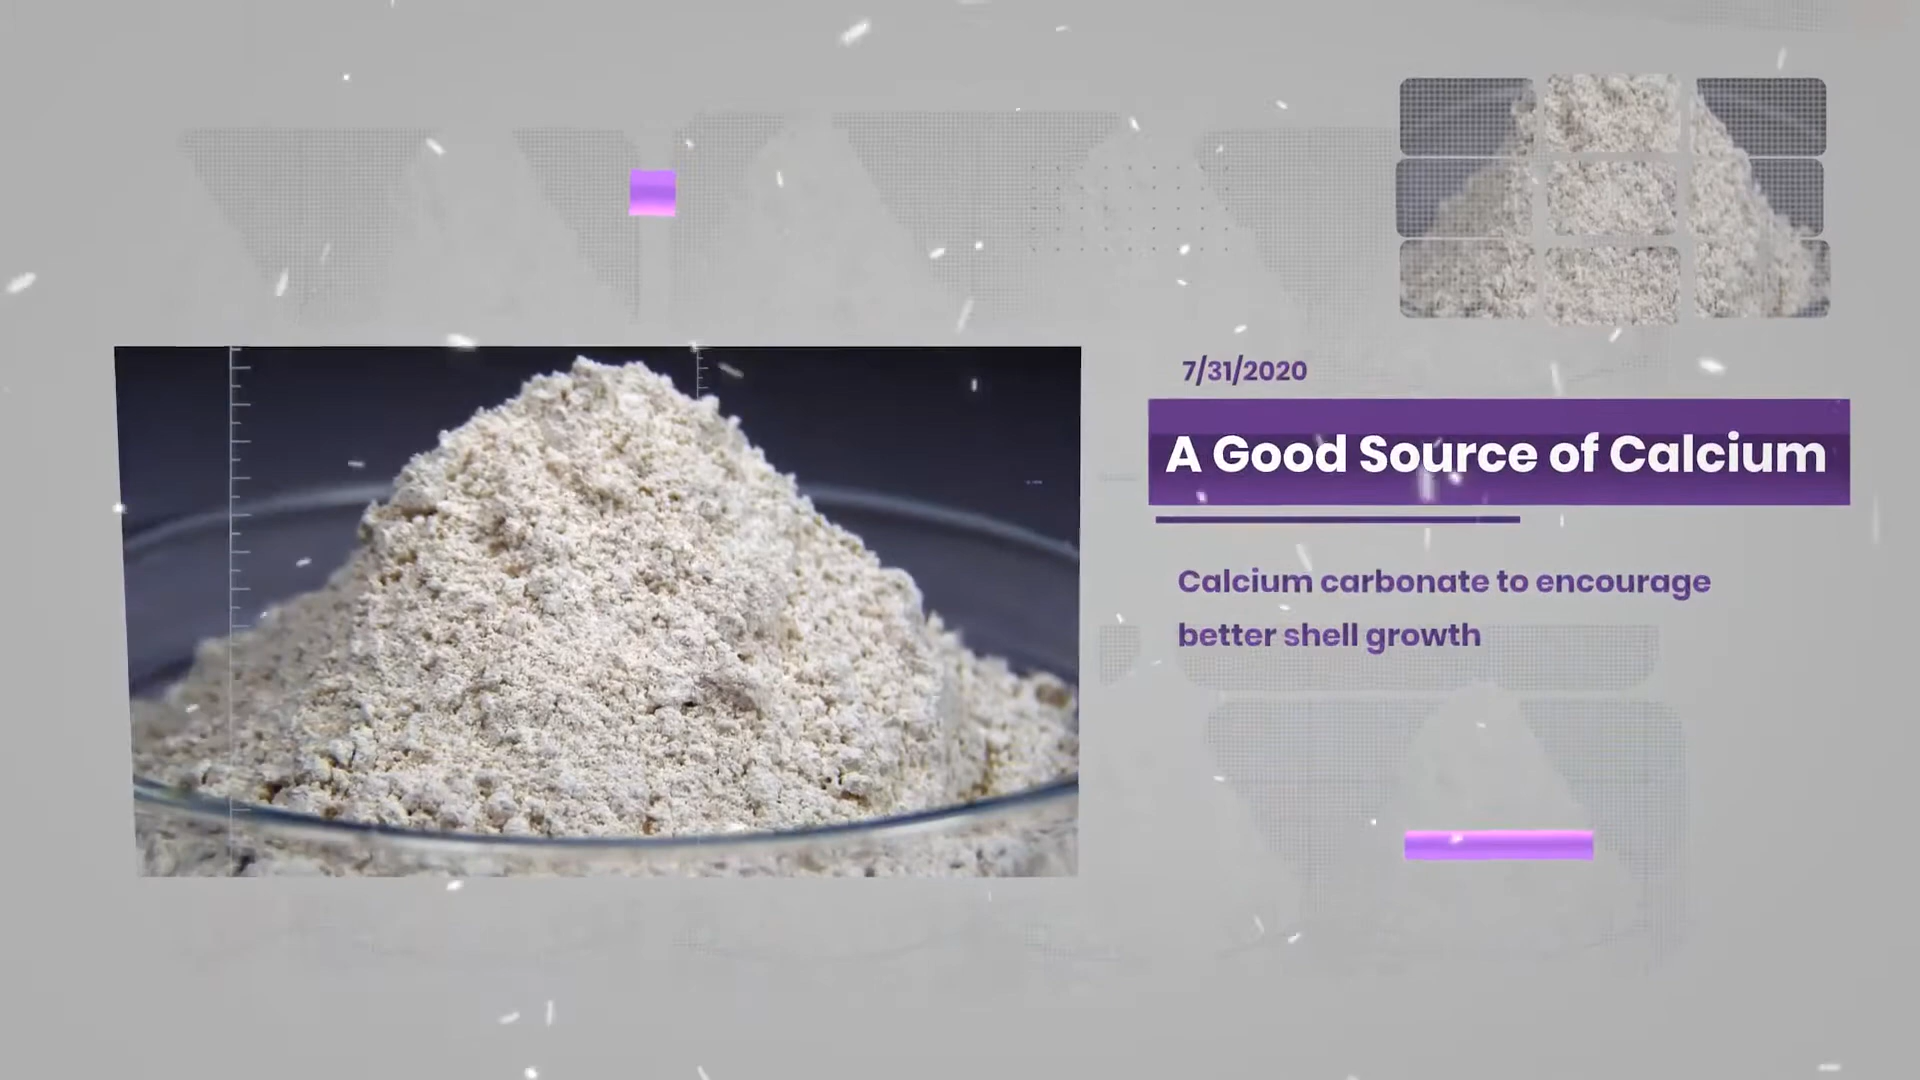 7/31/2020
A Good Source of Calcium
Calcium carbonate to encourage
better shell growth